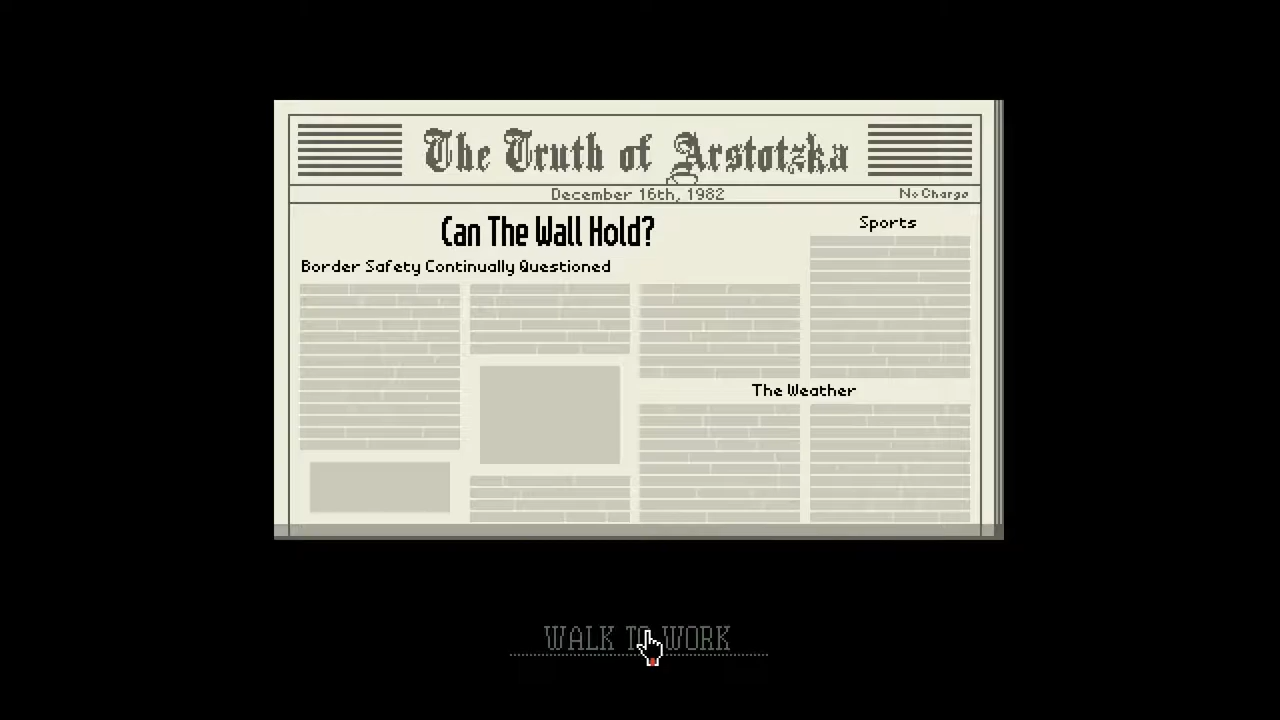 The Truth of Arstotzka
December 16th, 1982
No Charge
Can The Wall Hold?
Border Safety Continually Questioned
Sports
The Weather
WALK TO WORK